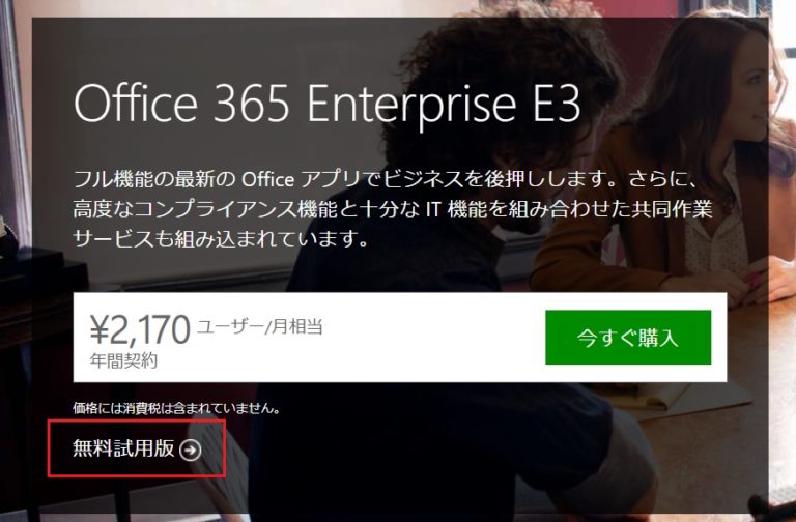 Office 365 Enterprise E3
フル機能の最新の Office アプリでビジネスを後押しします。さらに、
高度なコンプライアンス機能と十分な IT 機能を組み合わせた共同作業
サービスも組み込まれています。
¥2,170 ユーザー/月相当
年間契約
今すぐ購入
価格には消費税は含まれていません。
無料試用版